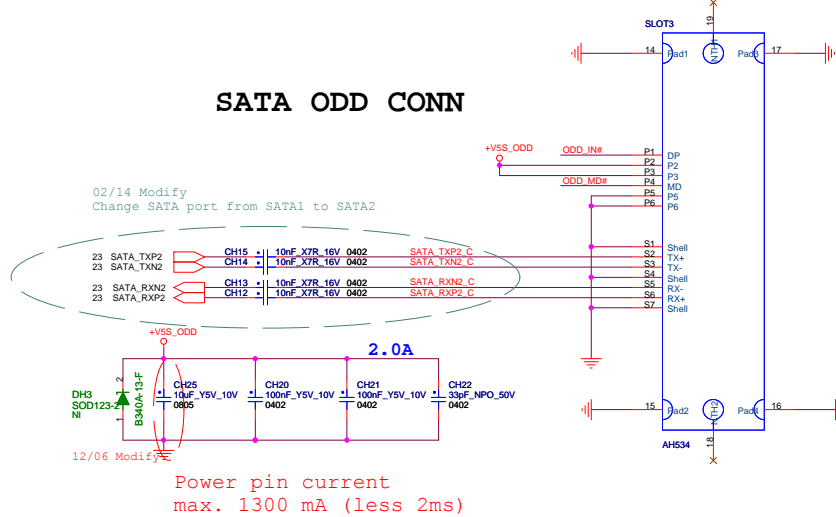 SLOT3
19
NTH1
14
Pad1
Pad3
17
SATA ODD CONN
+V5S_ODD
ODD_IN#
P1
DP
P2
P2
P3
P3
ODD_MD#
P4
MD
P5
P5
P6
P6
02/14 Modify
Change SATA port from SATA1 to SATA2
S1
Shell
23 SATA_TXP2
CH15
10nF_X7R_16V 0402
SATA_TXP2_C
S2
TX+
23 SATA_TXN2
CH14
10nF_X7R_16V 0402
SATA_TXN2_C
S3
TX-
S4
Shell
23 SATA_RXN2
CH13
10nF_X7R_16V 0402
SATA_RXN2_C
S5
RX-
23 SATA_RXP2
CH12
10nF_X7R_16V 0402
SATA_RXP2_C
S6
RX+
S7
Shell
+V5S_ODD
2.0A
DH3
SOD123-2
NI
2
1
B340A-13-F
CH25
10uF_Y5V_10V
0805
CH20
100nF_Y5V_10V
0402
CH21
100nF_Y5V_10V
0402
CH22
33pF_NPO_50V
0402
15
Pad2
NTH2
Pad4
16
18
AH534
12/06 Modify
Power pin current
max. 1300 mA (less 2ms)